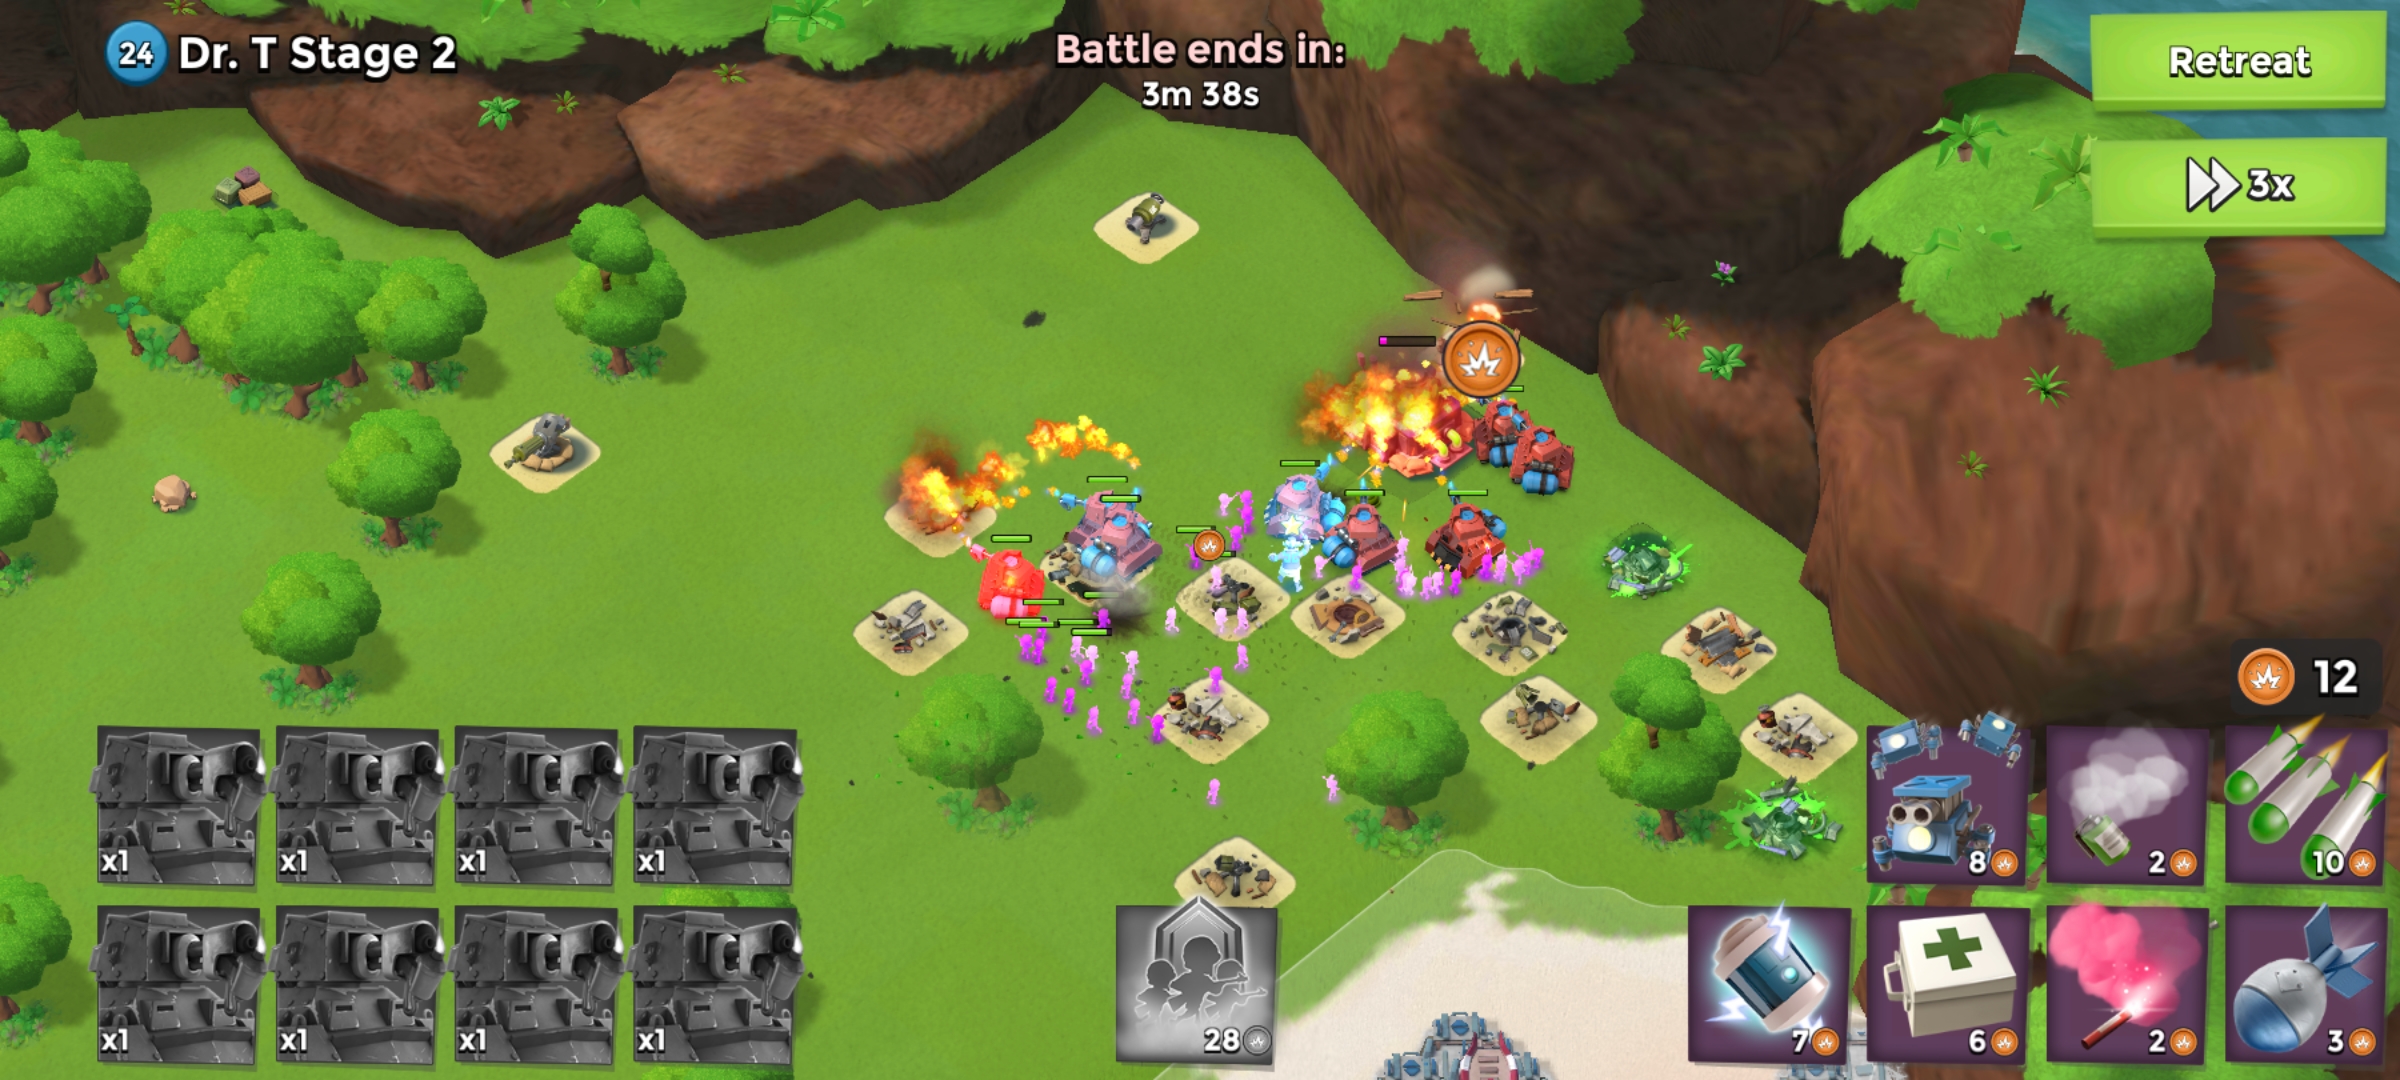 24 Dr. T Stage 2
Battle ends in:
3m 38s
Retreat
3x
12
8
2
10
x1
x1
x1
x1
x1
x1
x1
x1
28
7
6
2
3